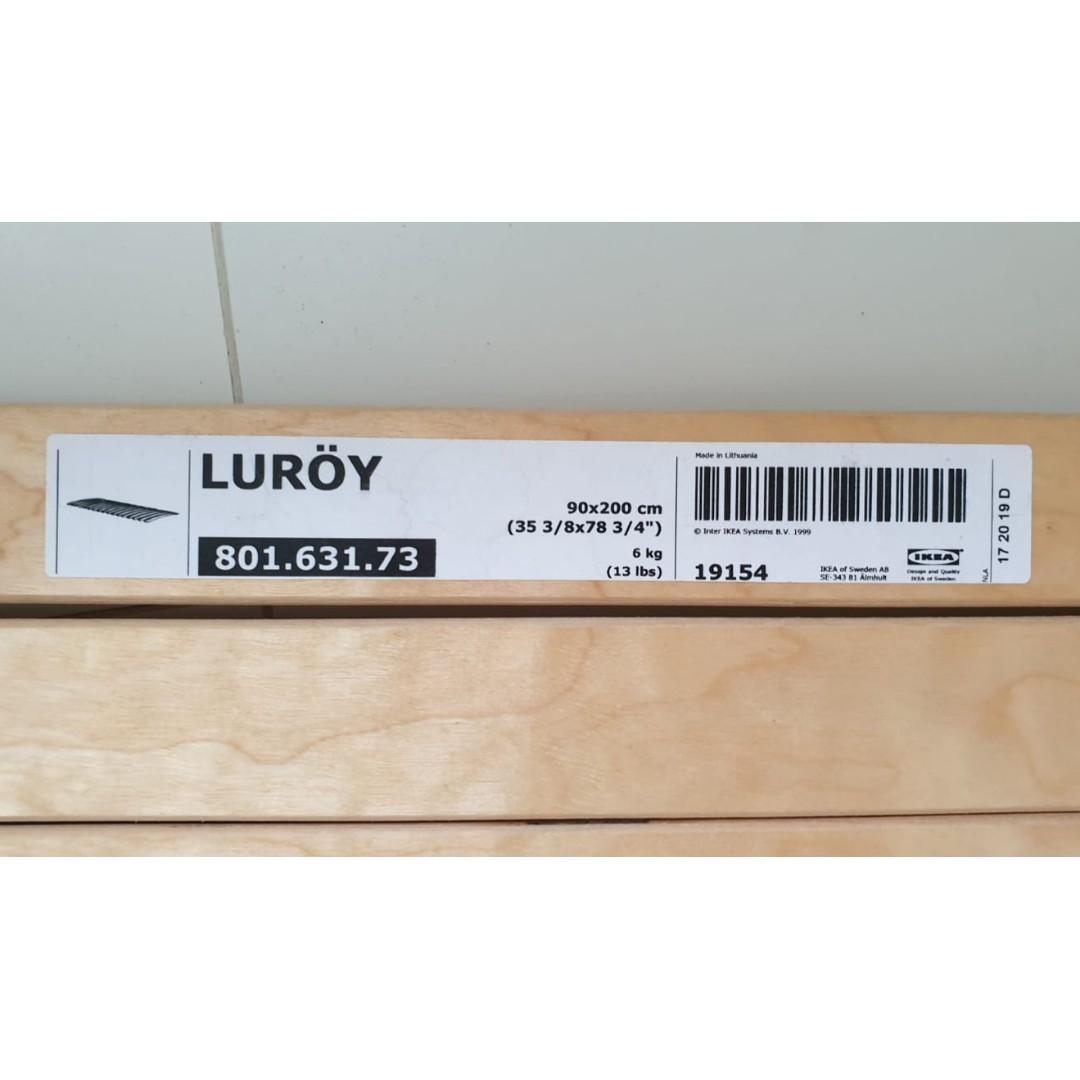 LURÖY
801.631.73
90x200 cm
(35 3/8x78 3/4")
6 kg
(13 lbs)
Made in Lithuania
© Inter IKEA Systems B.V. 1999
19154
IKEA of Sweden AB
SE-343 81 Älmhult
IKEA
Design and Quality
IKEA of Sweden
NLA
17 20 19 D